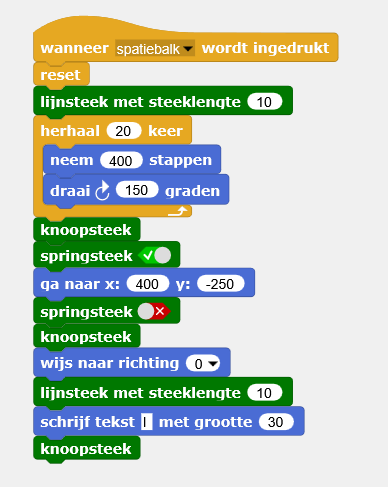 wanneer spatiebalk wordt ingedrukt
reset
lijnsteek met steeklengte 10
herhaal 20 keer
neem 400 stappen
draai 150 graden
knoopsteek
springsteek
ga naar x: 400 y: -250
springsteek
knoopsteek
wijs naar richting 0
lijnsteek met steeklengte 10
schrijf tekst l met grootte 30
knoopsteek